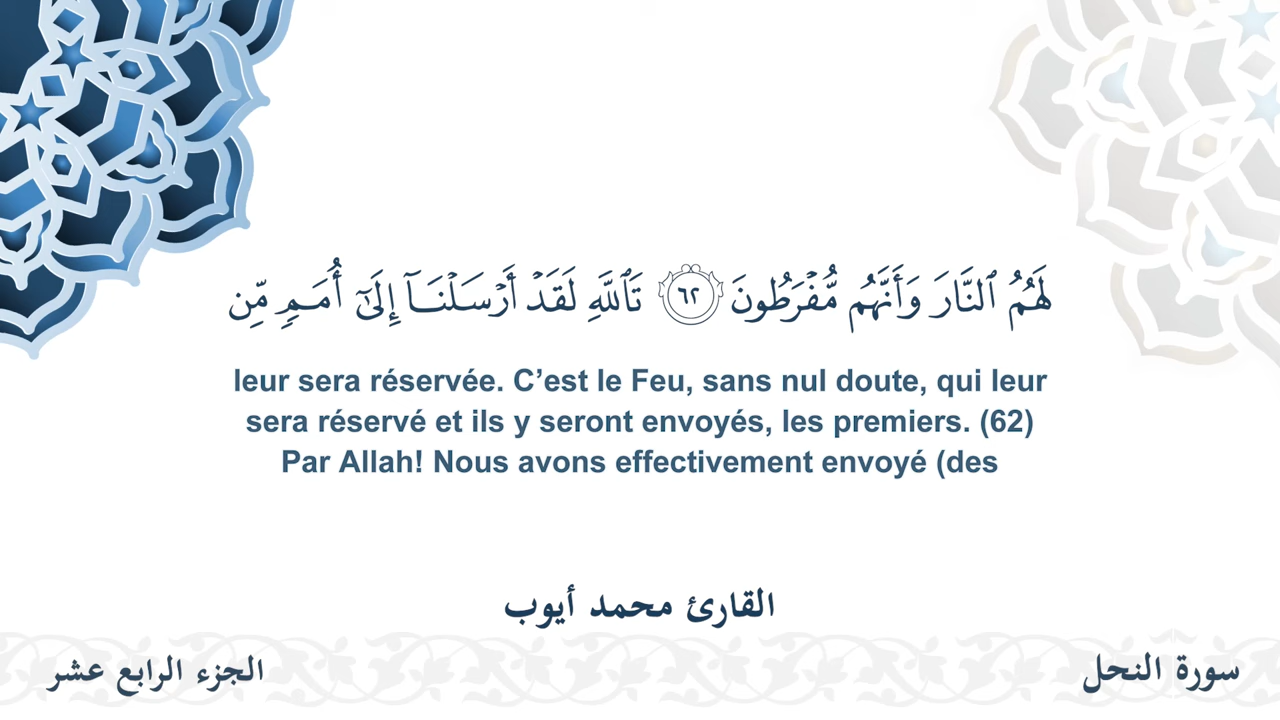 لَهُمُ ٱلنَّارَ وَأَنَّهُم مُّفْرَطُونَ ٦٢ تَٱللَّهِ لَقَدْ أَرْسَلْنَآ إِلَىٰٓ أُمَمٍ مِّن
leur sera réservée. C’est le Feu, sans nul doute, qui leur
sera réservé et ils y seront envoyés, les premiers. (62)
Par Allah! Nous avons effectivement envoyé (des
القارئ محمد أيوب
سورة النحل
الجزء الرابع عشر